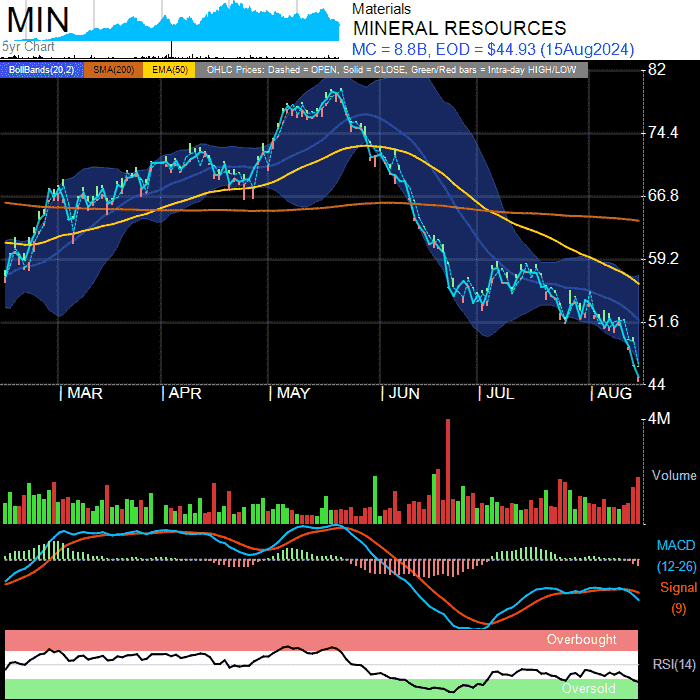 MIN
5yr Chart
Materials
MINERAL RESOURCES
MC = 8.8B, EOD = $44.93 (15Aug2024)
BollBands(20,2) SMA(200) EMA(50) OHLC Prices: Dashed = OPEN, Solid = CLOSE, Green/Red bars = Intra-day HIGH/LOW
82
74.4
66.8
59.2
51.6
44
MAR APR MAY JUN JUL AUG
4M
Volume
MACD
(12-26)
Signal
(9)
Overbought
RSI(14)
Oversold